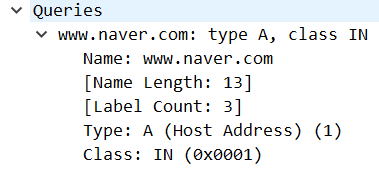 Queries
www.naver.com: type A, class IN
Name: www.naver.com
[Name Length: 13]
[Label Count: 3]
Type: A (Host Address) (1)
Class: IN (0x0001)